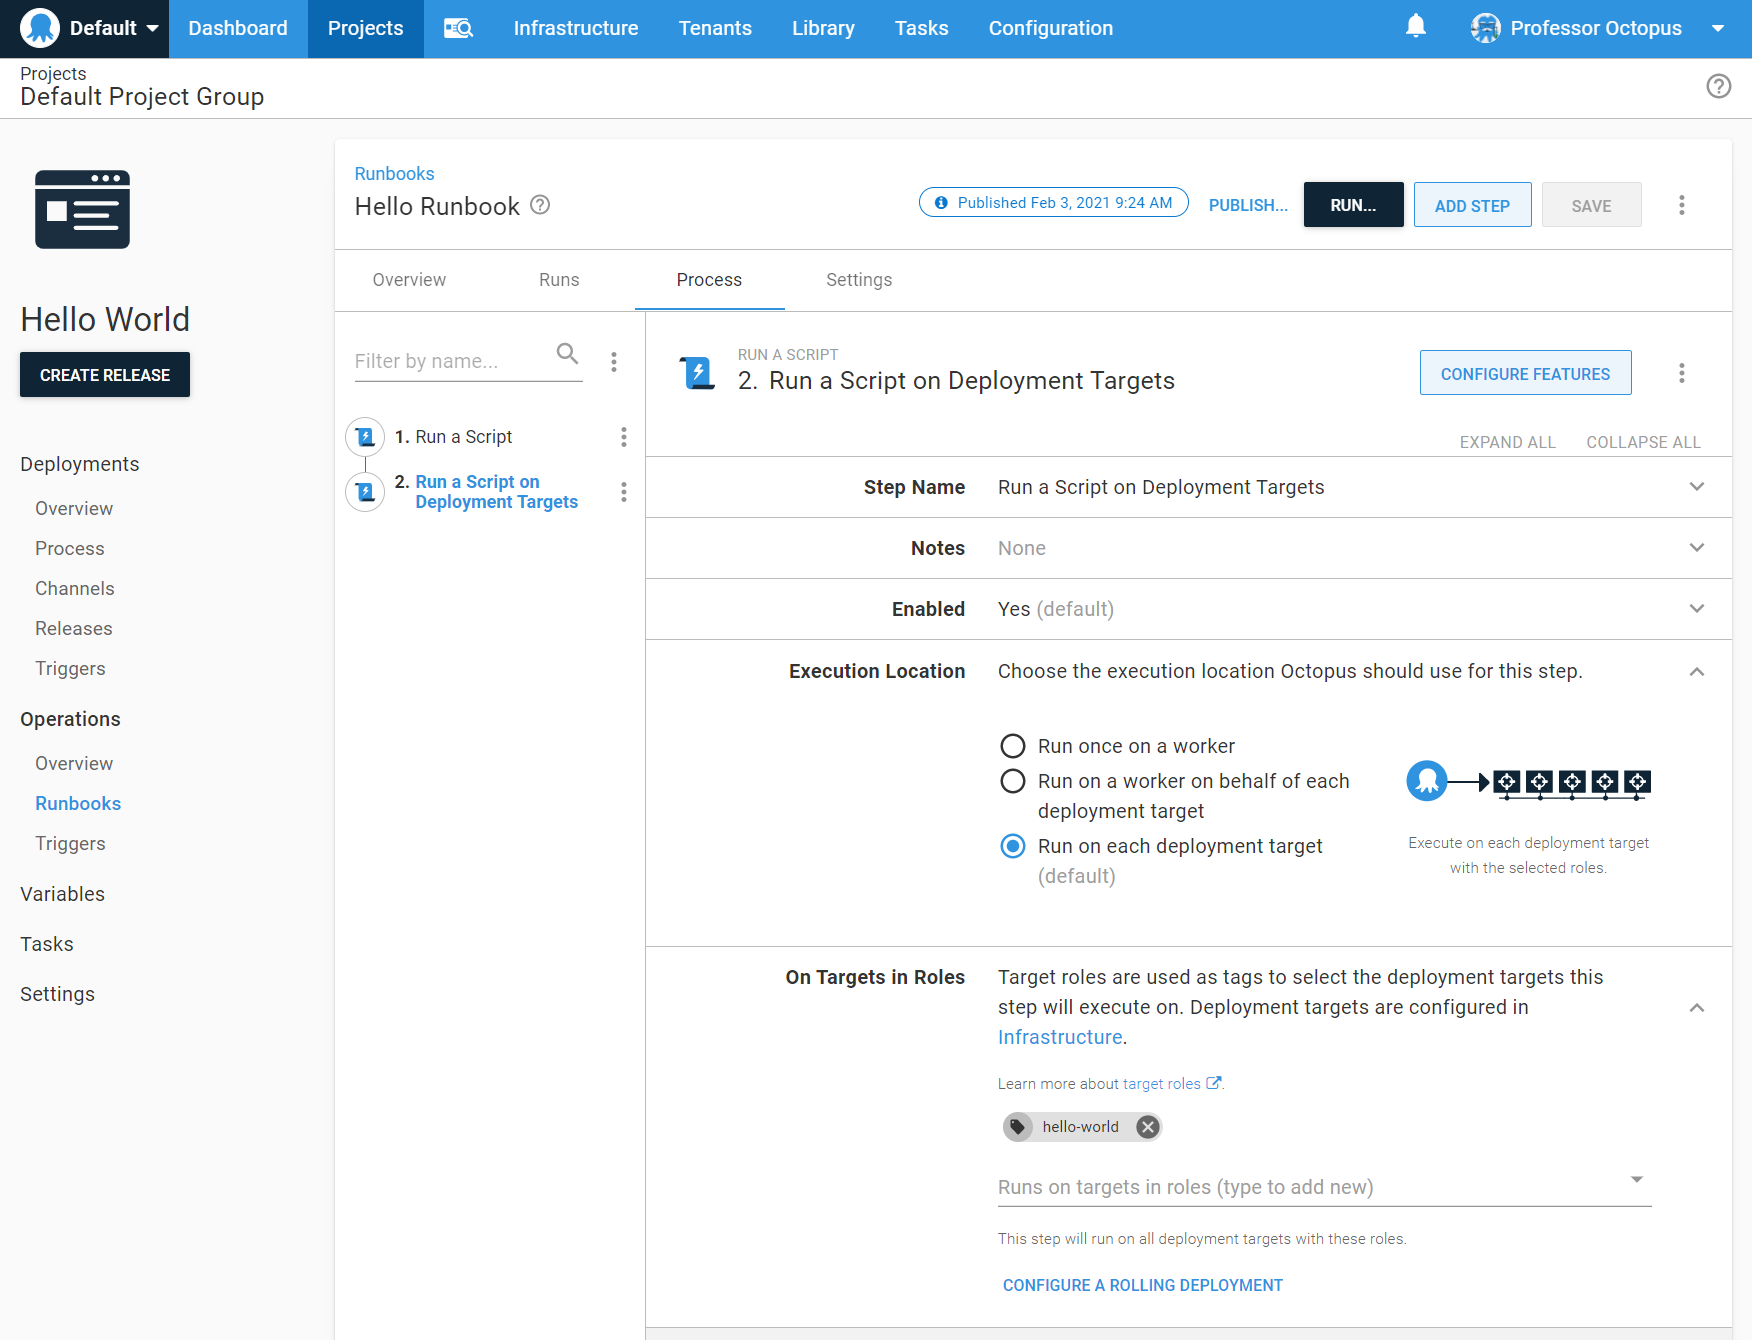 Default
Dashboard
Projects
Infrastructure
Tenants
Library
Tasks
Configuration
Professor Octopus
Projects
Default Project Group
Hello World
CREATE RELEASE
Deployments
Overview
Process
Channels
Releases
Triggers
Operations
Overview
Runbooks
Triggers
Variables
Tasks
Settings
Runbooks
Hello Runbook
Published Feb 3, 2021 9:24 AM
PUBLISH...
RUN...
ADD STEP
SAVE
Overview
Runs
Process
Settings
Filter by name...
1. Run a Script
2. Run a Script on
Deployment Targets
RUN A SCRIPT
2. Run a Script on Deployment Targets
CONFIGURE FEATURES
EXPAND ALL
COLLAPSE ALL
Step Name
Run a Script on Deployment Targets
Notes
None
Enabled
Yes (default)
Execution Location
Choose the execution location Octopus should use for this step.
Run once on a worker
Run on a worker on behalf of each
deployment target
Run on each deployment target
(default)
Execute on each deployment target
with the selected roles.
On Targets in Roles
Target roles are used as tags to select the deployment targets this
step will execute on. Deployment targets are configured in
Infrastructure.
Learn more about target roles.
hello-world
Runs on targets in roles (type to add new)
This step will run on all deployment targets with these roles.
CONFIGURE A ROLLING DEPLOYMENT